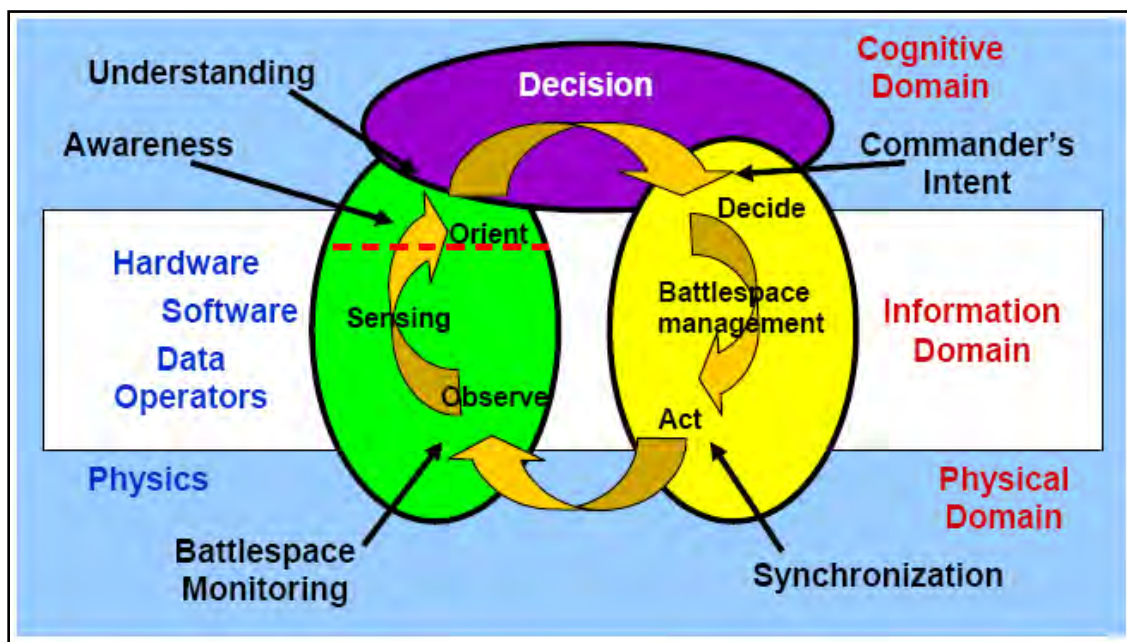 Understanding
Decision
Cognitive
Domain
Awareness
Commander's
Intent
Decide
Orient
Hardware
Software
Data
Operators
Sensing
Battlespace
management
Information
Domain
Observe
Act
Physics
Physical
Domain
Battlespace
Monitoring
Synchronization